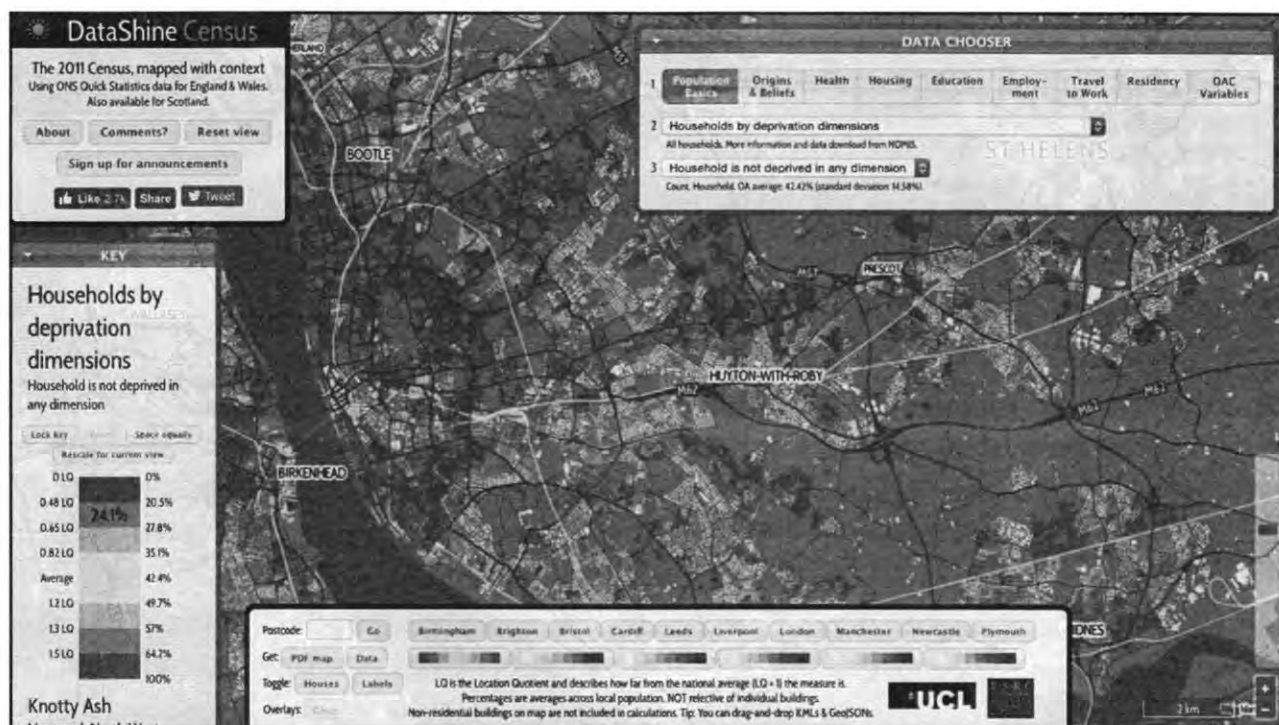 DataShine Census
The 2011 Census, mapped with context
Using ONS Quick Statistics data for England & Wales.
Also available for Scotland.
About Comments? Reset view
Sign up for announcements
Like 2.7k Share Tweet
DATA CHOOSER
1 Population Basics Origins & Beliefs Health Housing Education Employ-ment Travel to Work Residency OAC Variables
2 Households by deprivation dimensions
All households. More information and data download from NOMIS.
3 Household is not deprived in any dimension
Count. Household. OA average: 42.42% (standard deviation: 14.58%).
ST HELENS
BOOTLE
M57
M57
PRESCOT
HUYTON-WITH-ROBY
M62
M62
M62
BIRKENHEAD
WALLASEY
KEY
Households by
deprivation
dimensions
Household is not deprived in
any dimension
Lock key Space equally
Rescale for current view
0 LQ 0%
0.48 LQ 24.1% 20.5%
0.65 LQ 27.8%
0.82 LQ 35.1%
Average 42.4%
1.2 LQ 49.7%
1.3 LQ 57%
1.5 LQ 64.2%
100%
Knotty Ash
Postcode: Go Birmingham Brighton Bristol Cardiff Leeds Liverpool London Manchester Newcastle Plymouth
Get: PDF map Data
Toggle: Houses Labels
Overlays:
LQ is the Location Quotient and describes how far from the national average (LQ = 1) the measure is.
Percentages are averages across local population. NOT relective of individual buildings.
Non-residential buildings on map are not included in calculations. Tip: You can drag-and-drop KMLs & GeoJSONs.
UCL
2 km
+
−